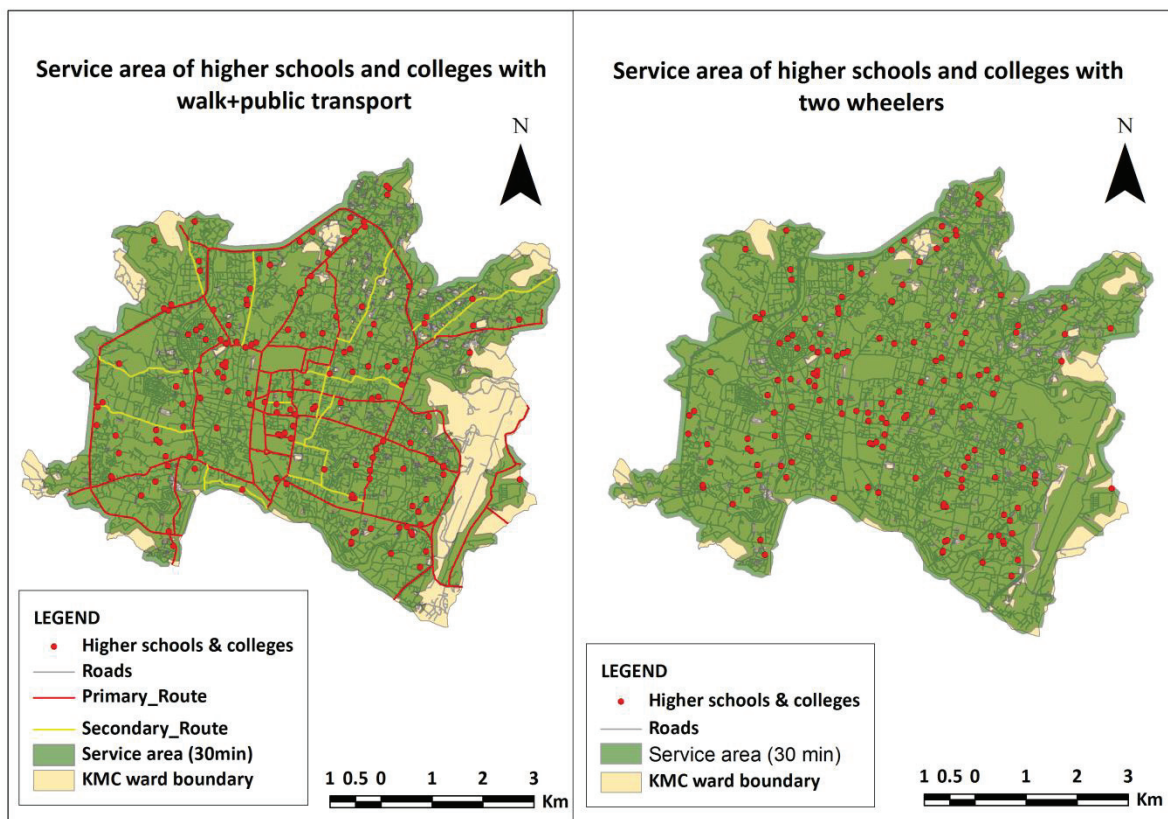 Service area of higher schools and colleges with
walk+public transport
N
LEGEND
Higher schools & colleges
Roads
Primary_Route
Secondary_Route
Service area (30min)
KMC ward boundary
1 0.5 0 1 2 3
Km
Service area of higher schools and colleges with
two wheelers
N
LEGEND
Higher schools & colleges
Roads
Service area (30 min)
KMC ward boundary
1 0.5 0 1 2 3
Km